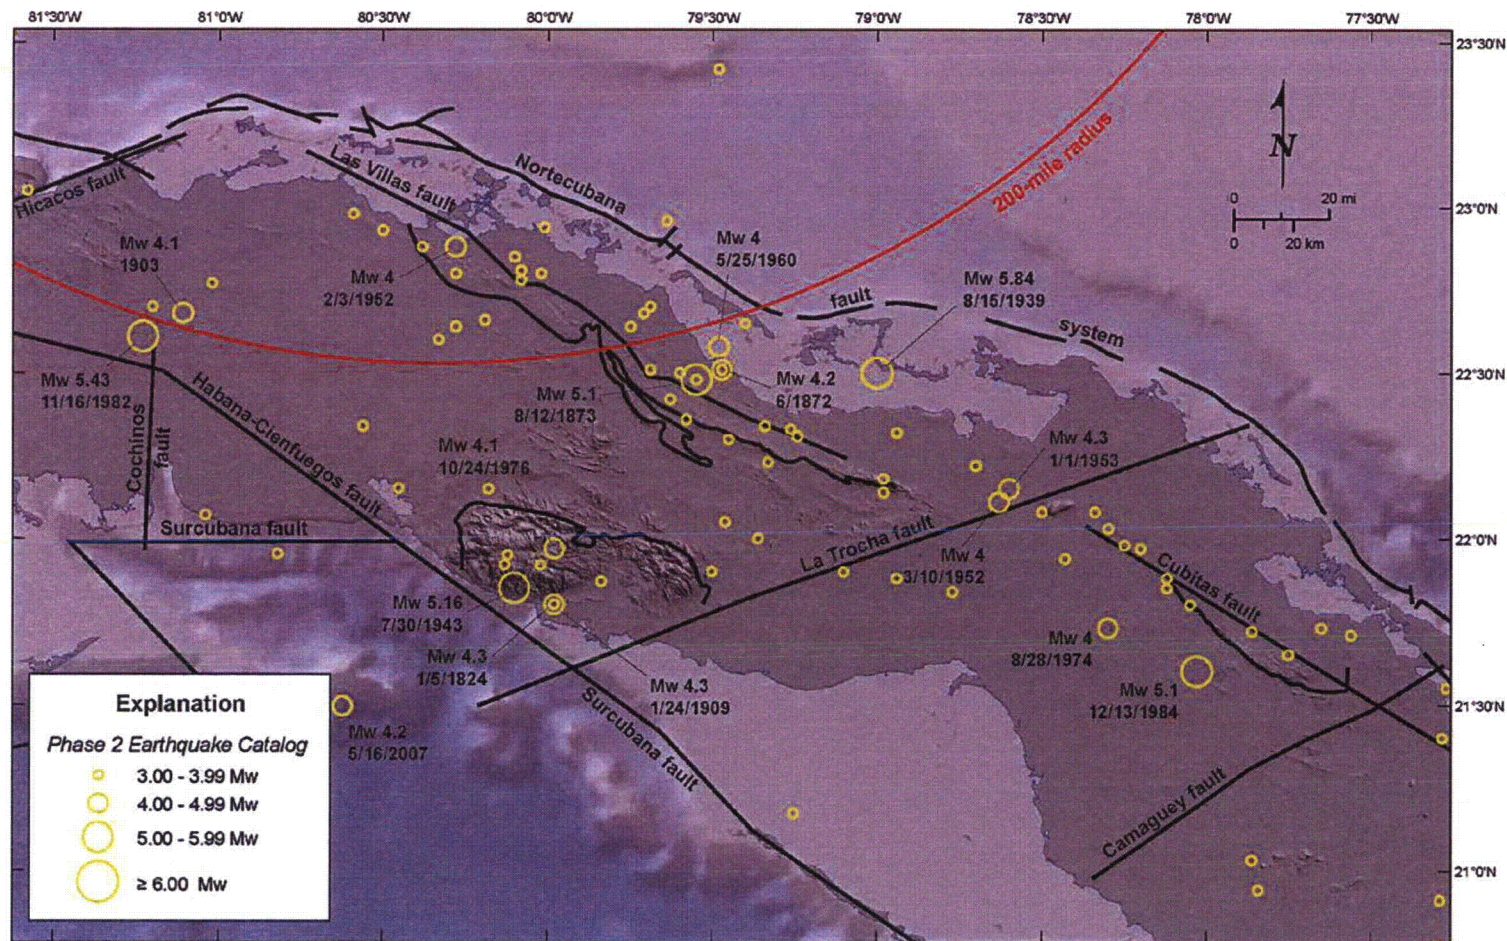 81°0'W 80°30'W 80°0'W 79°30'W 79°0'W 78°30'W 78°0'W 77°30'W
23°30'N
N
200-mile radius
0 20 mi
0 20 km
23°0'N
Hicacos fault
Las Villas fault
Nortecubana
fault
system
Mw 4.1
1903
Mw 4
2/3/1952
Mw 4
5/25/1960
Mw 5.84
8/15/1939
22°30'N
Mw 5.43
11/16/1982
Cochinos
fault
Habana-Cienfuegos fault
Mw 5.1
8/12/1873
Mw 4.2
6/1872
Mw 4.1
10/24/1976
Mw 4.3
1/1/1953
Surcubana fault
La Trocha fault
Mw 4
3/10/1952
22°0'N
Cubitas fault
Mw 5.16
7/30/1943
Mw 4.3
1/5/1824
Mw 4.3
1/24/1909
Mw 4
8/28/1974
Mw 5.1
12/13/1984
21°30'N
Surcubana fault
Mw 4.2
5/16/2007
Camaguey fault
21°0'N
Explanation
Phase 2 Earthquake Catalog
3.00 - 3.99 Mw
4.00 - 4.99 Mw
5.00 - 5.99 Mw
≥ 6.00 Mw